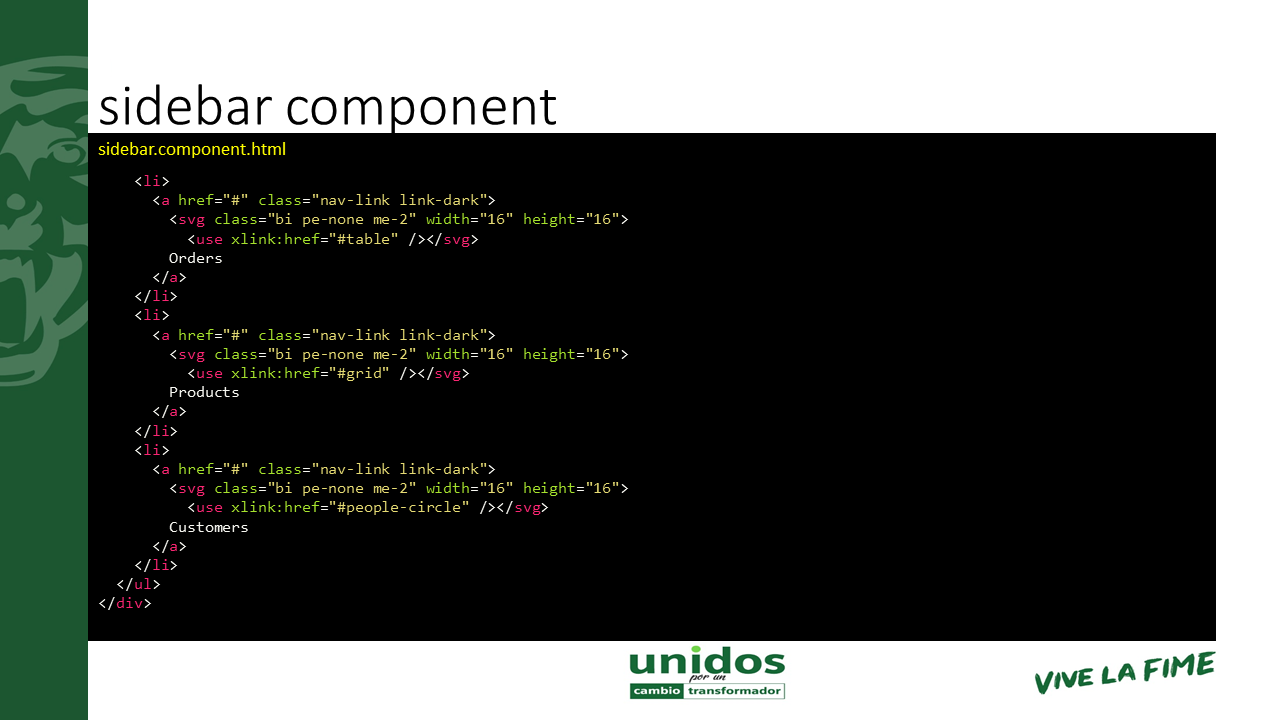 sidebar component
sidebar.component.html
<li>
<a href="#" class="nav-link link-dark">
<svg class="bi pe-none me-2" width="16" height="16">
<use xlink:href="#table" /></svg>
Orders
</a>
</li>
<li>
<a href="#" class="nav-link link-dark">
<svg class="bi pe-none me-2" width="16" height="16">
<use xlink:href="#grid" /></svg>
Products
</a>
</li>
<li>
<a href="#" class="nav-link link-dark">
<svg class="bi pe-none me-2" width="16" height="16">
<use xlink:href="#people-circle" /></svg>
Customers
</a>
</li>
</ul>
</div>
unidos
por un
cambio transformador
VIVE LA FIME